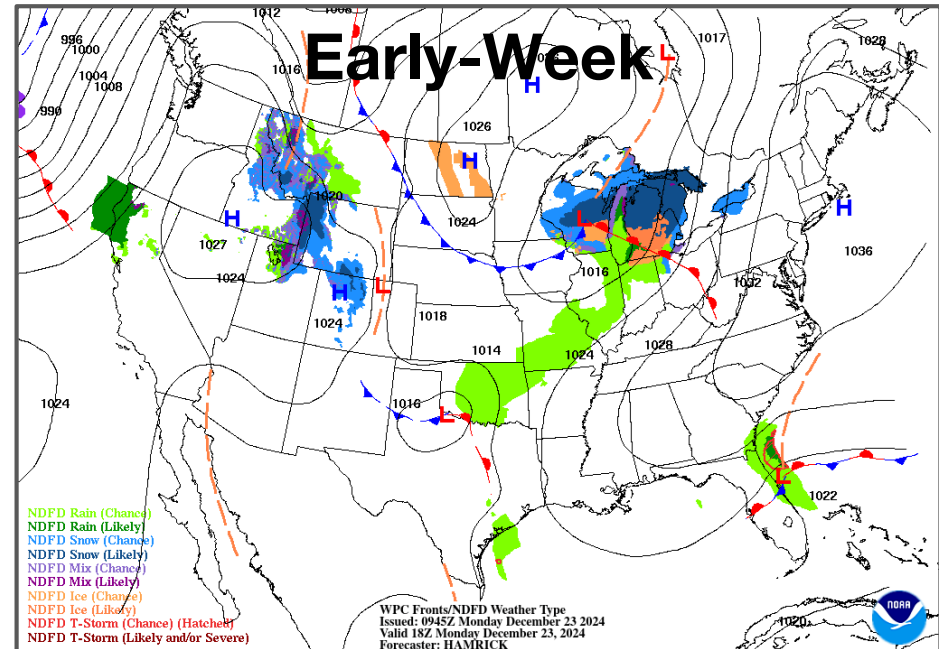 Early-Week
1012
1008
996
1000
1004
1008
990
1016
1017
1028
H
L
1026
H
1020
1024
H
1027
1024
H
1024
L
1018
1014
1016
L
L
1016
1024
1028
1032
H
1036
1024
L
1022
1020
NDFD Rain (Chance)
NDFD Rain (Likely)
NDFD Snow (Chance)
NDFD Snow (Likely)
NDFD Mix (Chance)
NDFD Mix (Likely)
NDFD Ice (Chance)
NDFD Ice (Likely)
NDFD T-Storm (Chance) (Hatched)
NDFD T-Storm (Likely and/or Severe)
WPC Fronts/NDFD Weather Type
Issued: 0945Z Monday December 23 2024
Valid 18Z Monday December 23, 2024
Forecaster: HAMRICK
NOAA